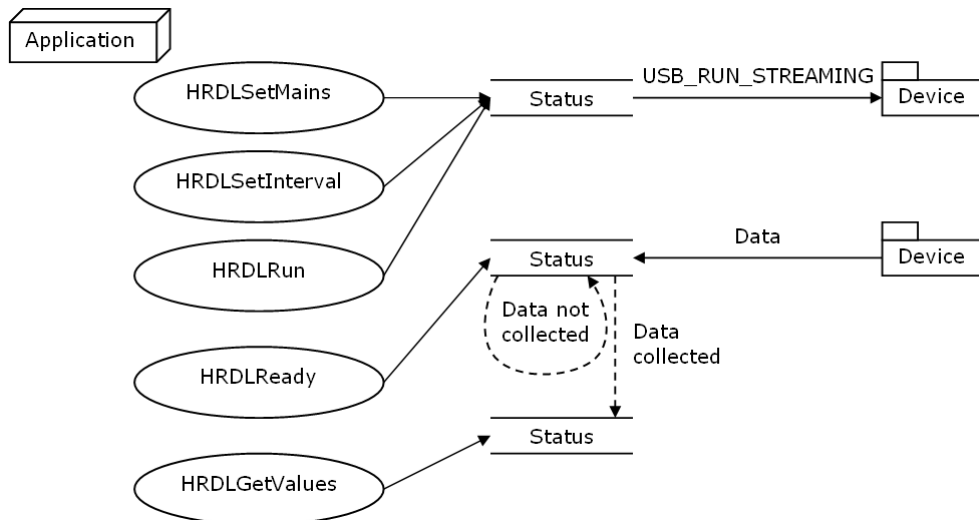 Application
HRDLSetMains
Status
USB_RUN_STREAMING
Device
HRDLSetInterval
HRDLRun
Status
Data
Device
Data not
collected
Data
collected
HRDLReady
Status
HRDLGetValues